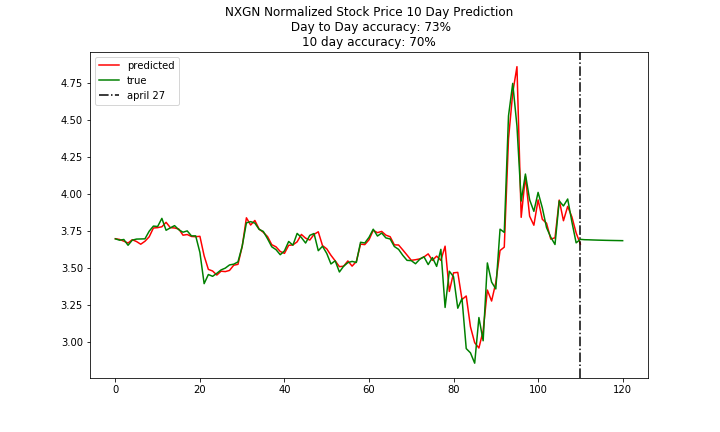 NXGN Normalized Stock Price 10 Day Prediction
Day to Day accuracy: 73%
10 day accuracy: 70%
predicted
true
april 27
4.75
4.50
4.25
4.00
3.75
3.50
3.25
3.00
0 20 40 60 80 100 120